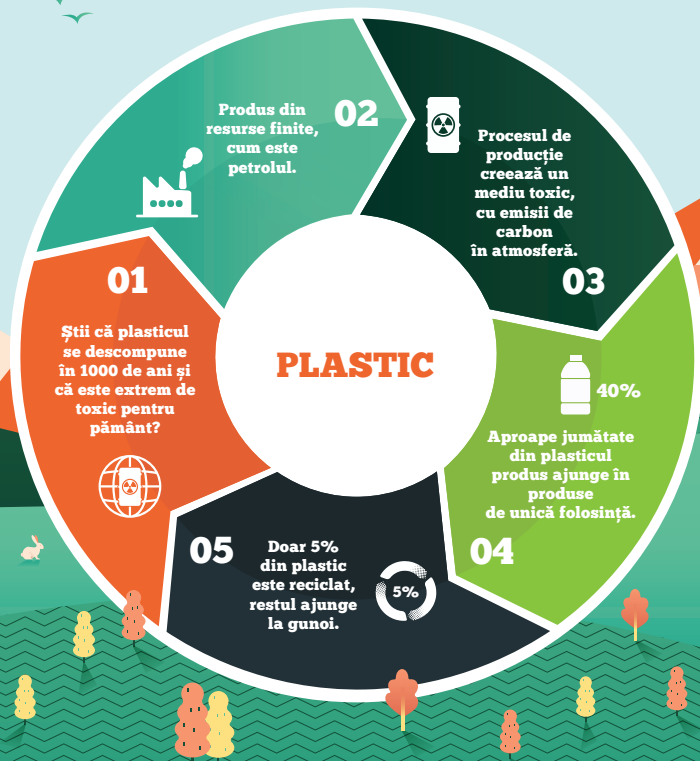 PLASTIC
01
Știi că plasticul
se descompune
în 1000 de ani și
că este extrem de
toxic pentru
pământ?
02
Produs din
resurse finite,
cum este
petrolul.
Procesul de
producție
creează un
mediu toxic,
cu emisii de
carbon
în atmosferă.
03
40%
Aproape jumătate
din plasticul
produs ajunge în
produse
de unică folosință.
04
05
Doar 5%
din plastic
este reciclat,
restul ajunge
la gunoi.
5%